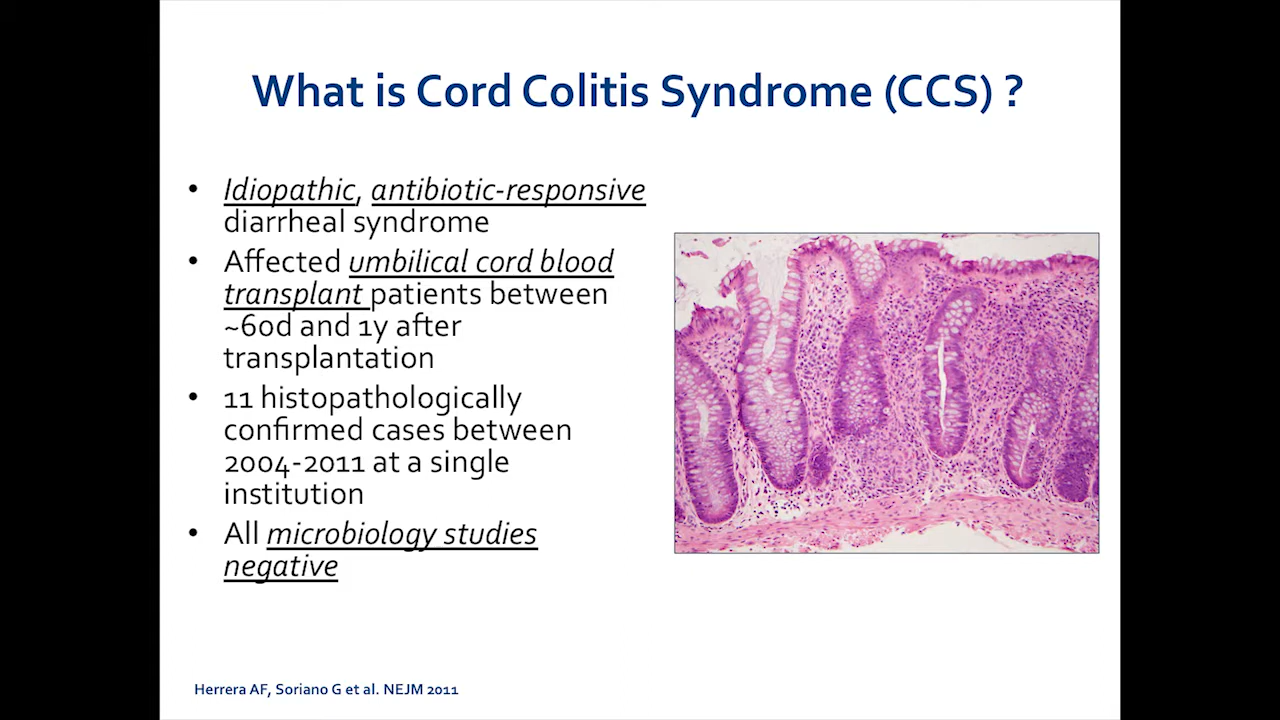 What is Cord Colitis Syndrome (CCS) ?
• Idiopathic, antibiotic-responsive
diarrheal syndrome
• Affected umbilical cord blood
transplant patients between
~60d and 1y after
transplantation
• 11 histopathologically
confirmed cases between
2004-2011 at a single
institution
• All microbiology studies
negative
Herrera AF, Soriano G et al. NEJM 2011